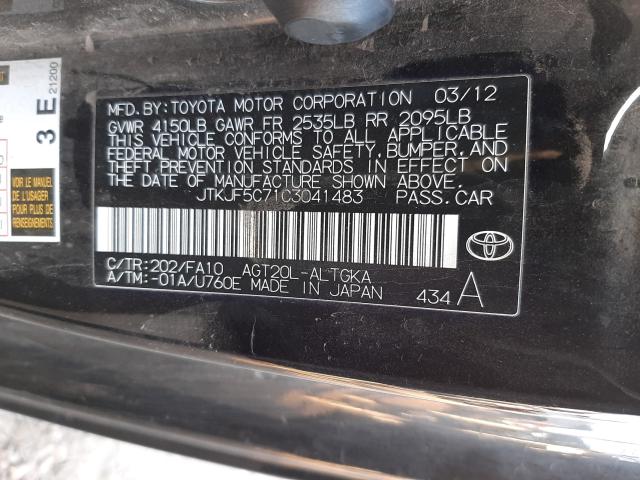 MFD.BY:TOYOTA MOTOR CORPORATION 03/12
GVWR 4150LB GAWR FR 2535LB RR 2095LB
THIS VEHICLE CONFORMS TO ALL APPLICABLE
FEDERAL MOTOR VEHICLE SAFETY, BUMPER, AND
THEFT PREVENTION STANDARDS IN EFFECT ON
THE DATE OF MANUFACTURE SHOWN ABOVE.
JTKJF5C71C3041483 PASS.CAR
C/TR:202/FA10 AGT20L-ALTGKA
A/TM:-01A/U760E MADE IN JAPAN 434 A
3 E 21200
VOIR LE MANUEL
DE L'USAGER
POUR PLUS DE
RENSEIGNEMENTS